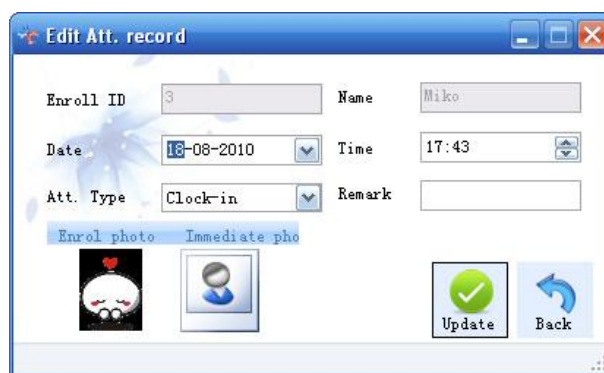 Edit Att. record
Enroll ID 3 Name Miko
Date 18-08-2010 Time 17:43
Att. Type Clock-in Remark
Enrol photo Immediate pho
Update Back